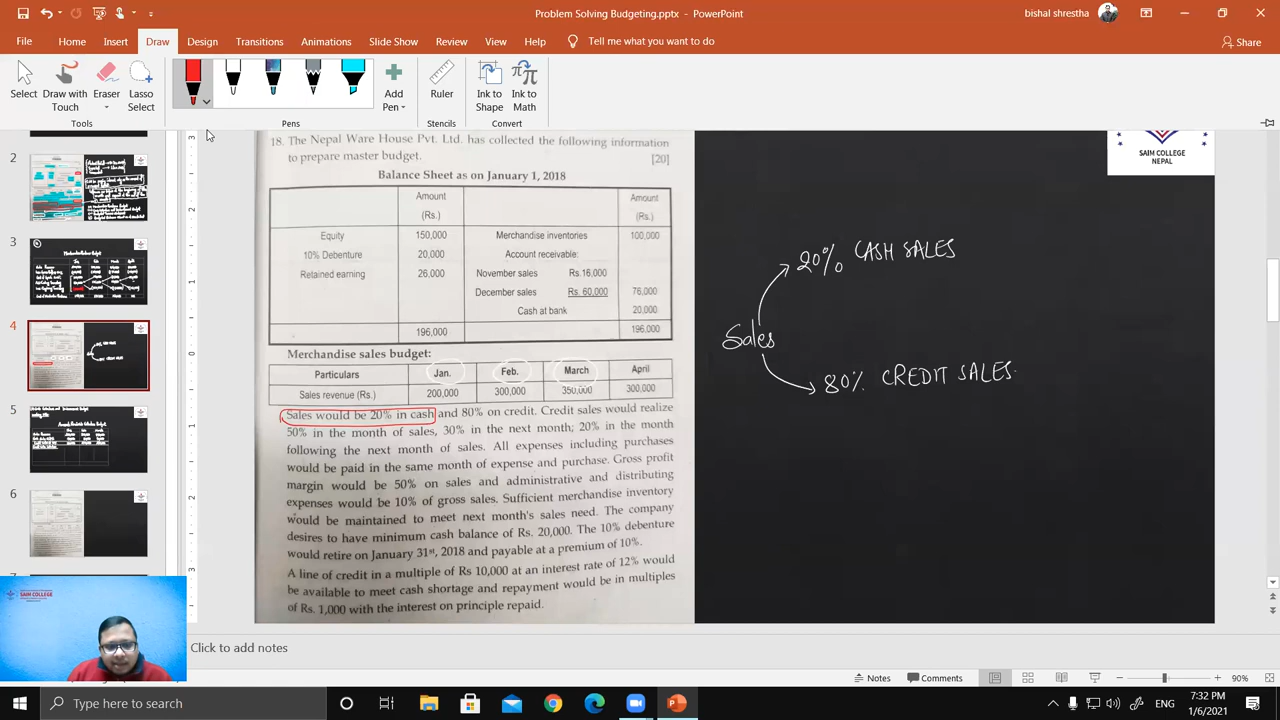 Problem Solving Budgeting.pptx - PowerPoint
bishal shrestha
File Home Insert Draw Design Transitions Animations Slide Show Review View Help Tell me what you want to do
Share
Select Draw with Touch Eraser Lasso Select Add Pen Ruler Ink to Shape Ink to Math
Tools Pens Stencils Convert
2
3
4
5
6
7
18. The Nepal Ware House Pvt. Ltd. has collected the following information
to prepare master budget. [20]
Balance Sheet as on January 1, 2018
Amount (Rs.) Amount (Rs.)
Equity 150,000 Merchandise inventories 100,000
10% Debenture 20,000 Account receivable:
Retained earning 26,000 November sales Rs.16,000
December sales Rs. 60,000 76,000
Cash at bank 20,000
196,000 196,000
Merchandise sales budget:
Particulars Jan. Feb. March April
Sales revenue (Rs.) 200,000 300,000 350,000 300,000
Sales would be 20% in cash and 80% on credit. Credit sales would realize
50% in the month of sales, 30% in the next month; 20% in the month
following the next month of sales. All expenses including purchases
would be paid in the same month of expense and purchase. Gross profit
margin would be 50% on sales and administrative and distributing
expenses would be 10% of gross sales. Sufficient merchandise inventory
would be maintained to meet next month's sales need. The company
desires to have minimum cash balance of Rs. 20,000. The 10% debenture
would retire on January 31st, 2018 and payable at a premium of 10%.
A line of credit in a multiple of Rs 10,000 at an interest rate of 12% would
be available to meet cash shortage and repayment would be in multiples
of Rs. 1,000 with the interest on principle repaid.
SAIM COLLEGE
NEPAL
20% CASH SALES
Sales
80% CREDIT SALES.
SAIM COLLEGE
Click to add notes
Notes Comments 90%
Type here to search
ENG
7:32 PM
1/6/2021